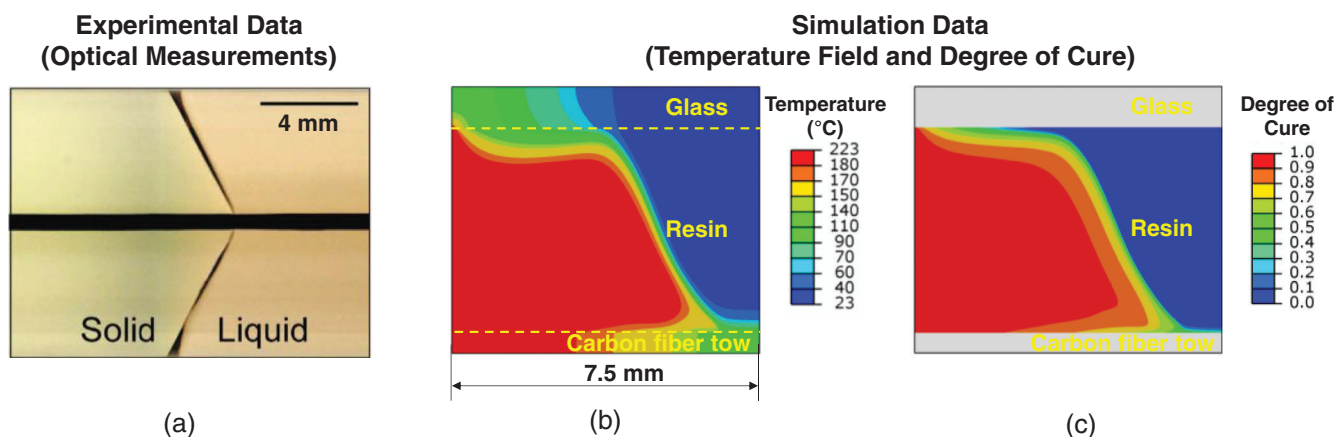 Experimental Data
(Optical Measurements)
Simulation Data
(Temperature Field and Degree of Cure)
4 mm
Solid
Liquid
(a)
Glass
Resin
Carbon fiber tow
7.5 mm
Temperature
(°C)
223
180
170
150
140
110
90
70
60
40
23
(b)
Glass
Resin
Carbon fiber tow
Degree of
Cure
1.0
0.9
0.8
0.7
0.6
0.5
0.4
0.3
0.2
0.1
0.0
(c)